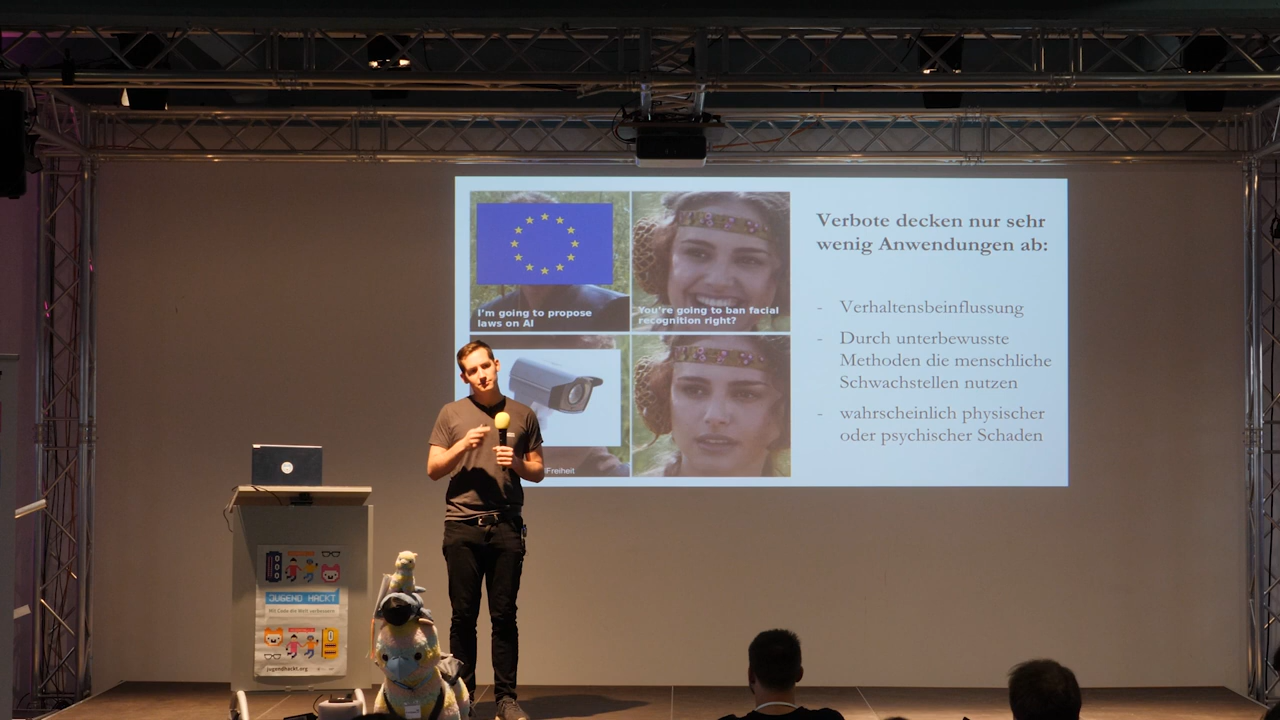 I'm going to propose
laws on AI
You're going to ban facial
recognition right?
/Freiheit
Verbote decken nur sehr
wenig Anwendungen ab:
- Verhaltensbeinflussung
- Durch unterbewusste
Methoden die menschliche
Schwachstellen nutzen
- wahrscheinlich physischer
oder psychischer Schaden
JUGEND HACKT
Mit Code die Welt verbessern
jugendhackt.org